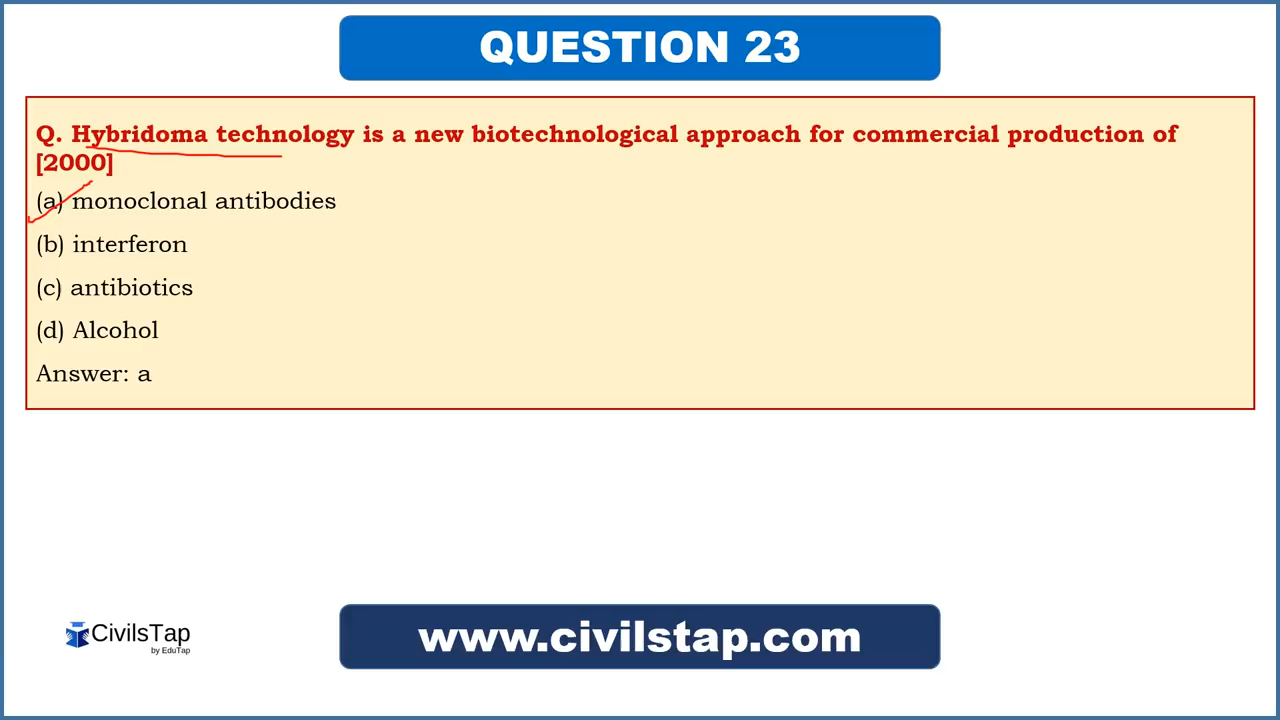 QUESTION 23
Q. Hybridoma technology is a new biotechnological approach for commercial production of
[2000]
(a) monoclonal antibodies
(b) interferon
(c) antibiotics
(d) Alcohol
Answer: a
CivilsTap
by EduTap
www.civilstap.com